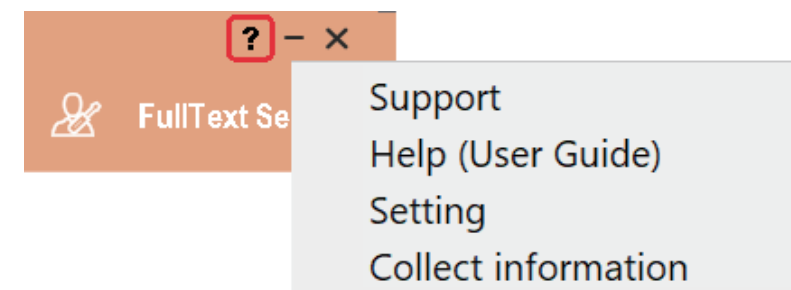 ? – ×
FullText Se
Support
Help (User Guide)
Setting
Collect information